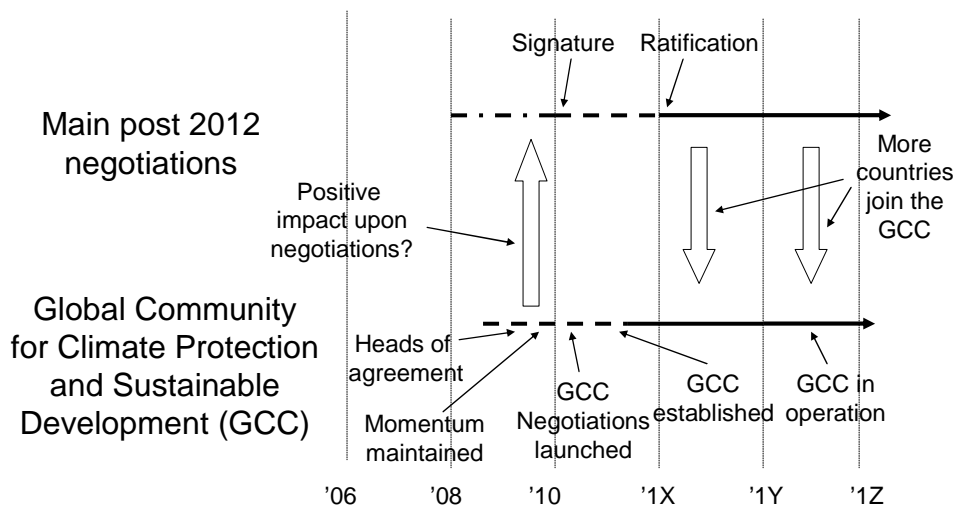 Signature
Ratification
Main post 2012
negotiations
More
countries
join the
GCC
Positive
impact upon
negotiations?
Global Community
for Climate Protection
and Sustainable
Development (GCC)
Heads of
agreement
Momentum
maintained
GCC
Negotiations
launched
GCC
established
GCC in
operation
’06
’08
’10
’1X
’1Y
’1Z